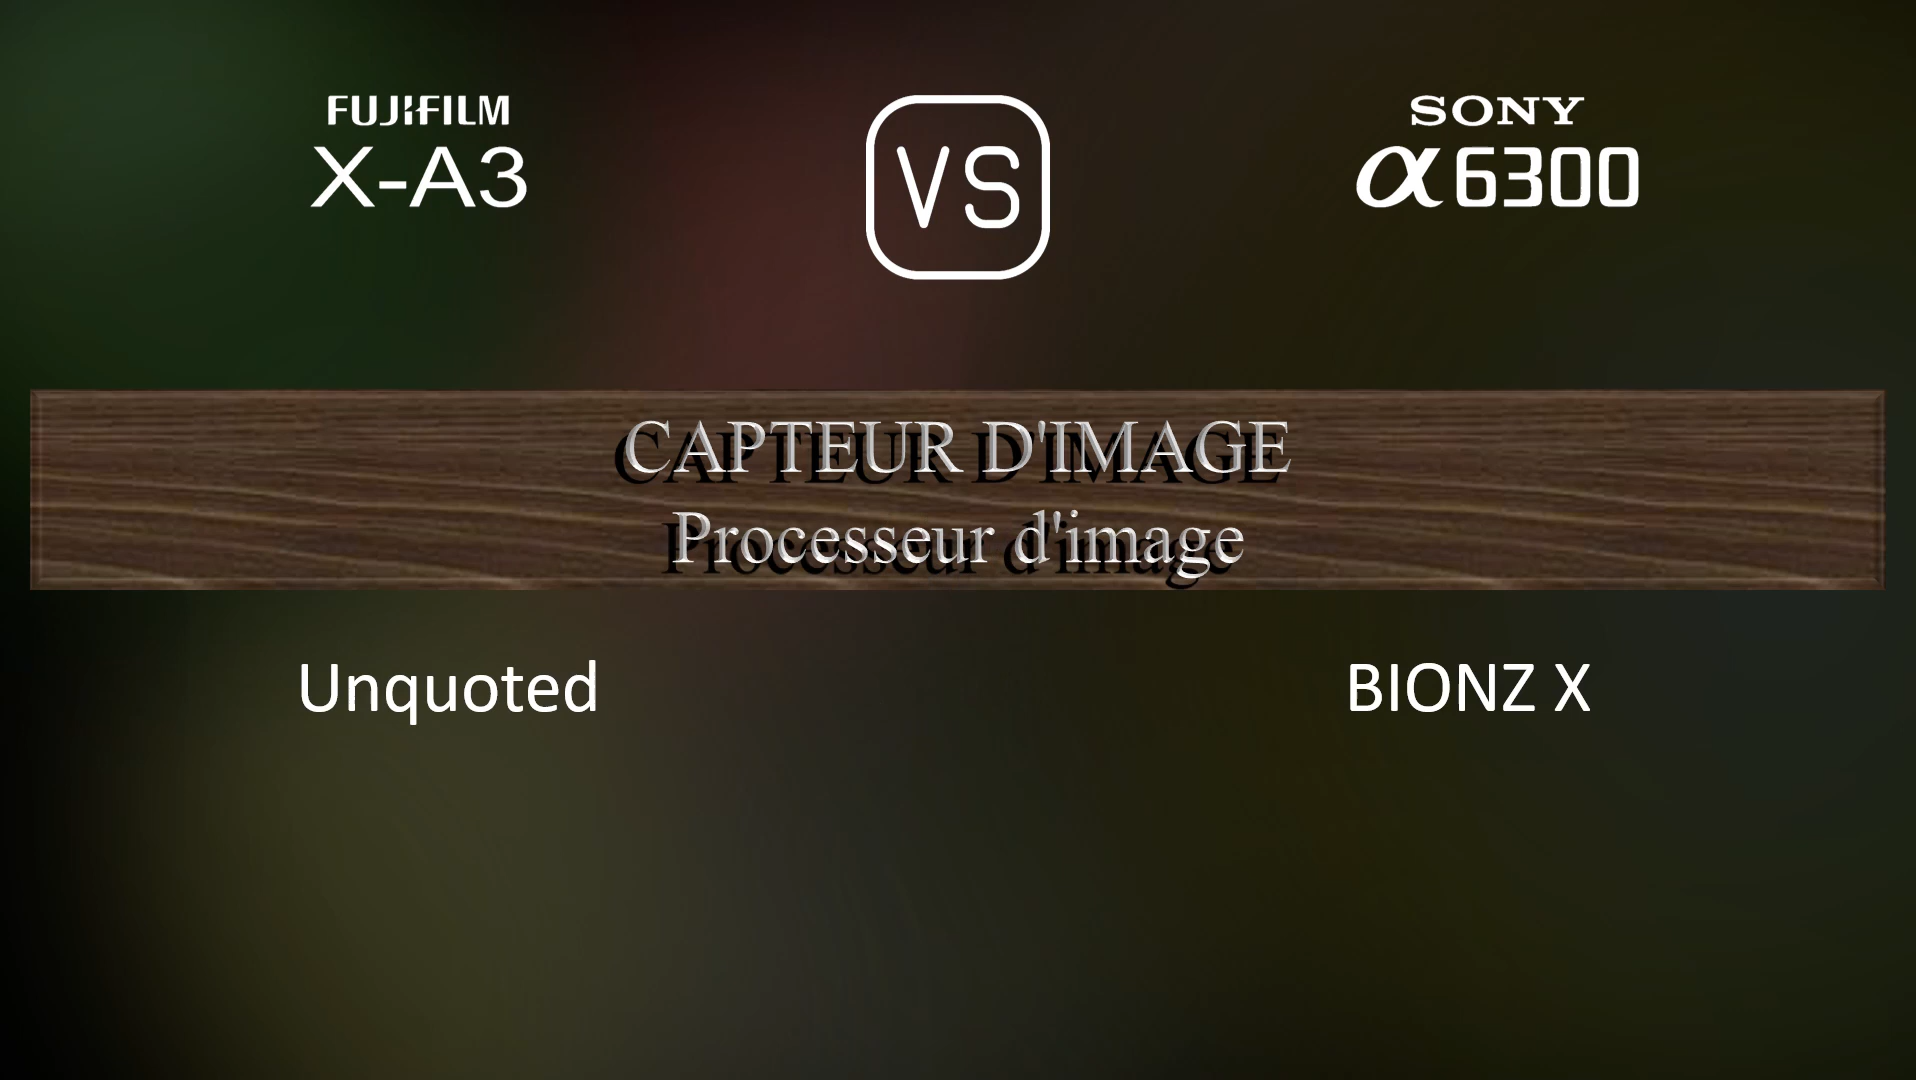 FUJIFILM
X-A3
VS
SONY
α6300
CAPTEUR D'IMAGE
Processeur d'image
Unquoted
BIONZ X